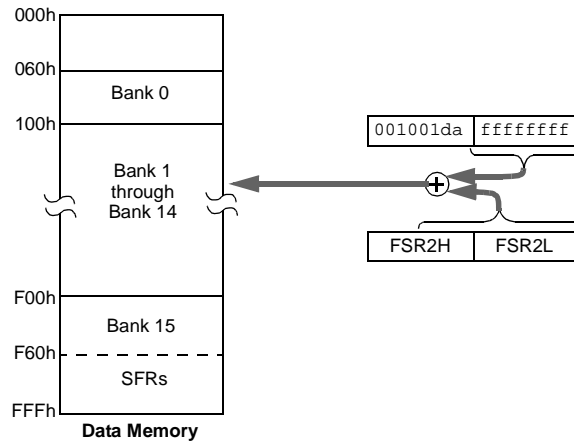 000h
060h
Bank 0
100h
001001da ffffffff
Bank 1
through
Bank 14
FSR2H FSR2L
F00h
Bank 15
F60h
SFRs
FFFh
Data Memory